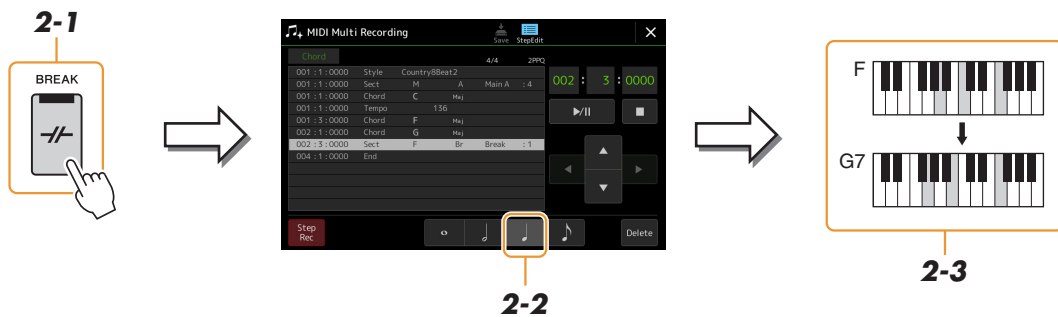 2-1
BREAK
MIDI Multi Recording
Save
StepEdit
Chord
4/4 2PPQ
001 : 1 : 0000 Style Country8Beat2
001 : 1 : 0000 Sect M A Main A : 4
001 : 1 : 0000 Chord C Maj
001 : 1 : 0000 Tempo 136
001 : 3 : 0000 Chord F Maj
002 : 1 : 0000 Chord G Maj
002 : 3 : 0000 Sect F Br Break : 1
004 : 1 : 0000 End
002 : 3 : 0000
Step
Rec
Delete
2-2
F
G7
2-3